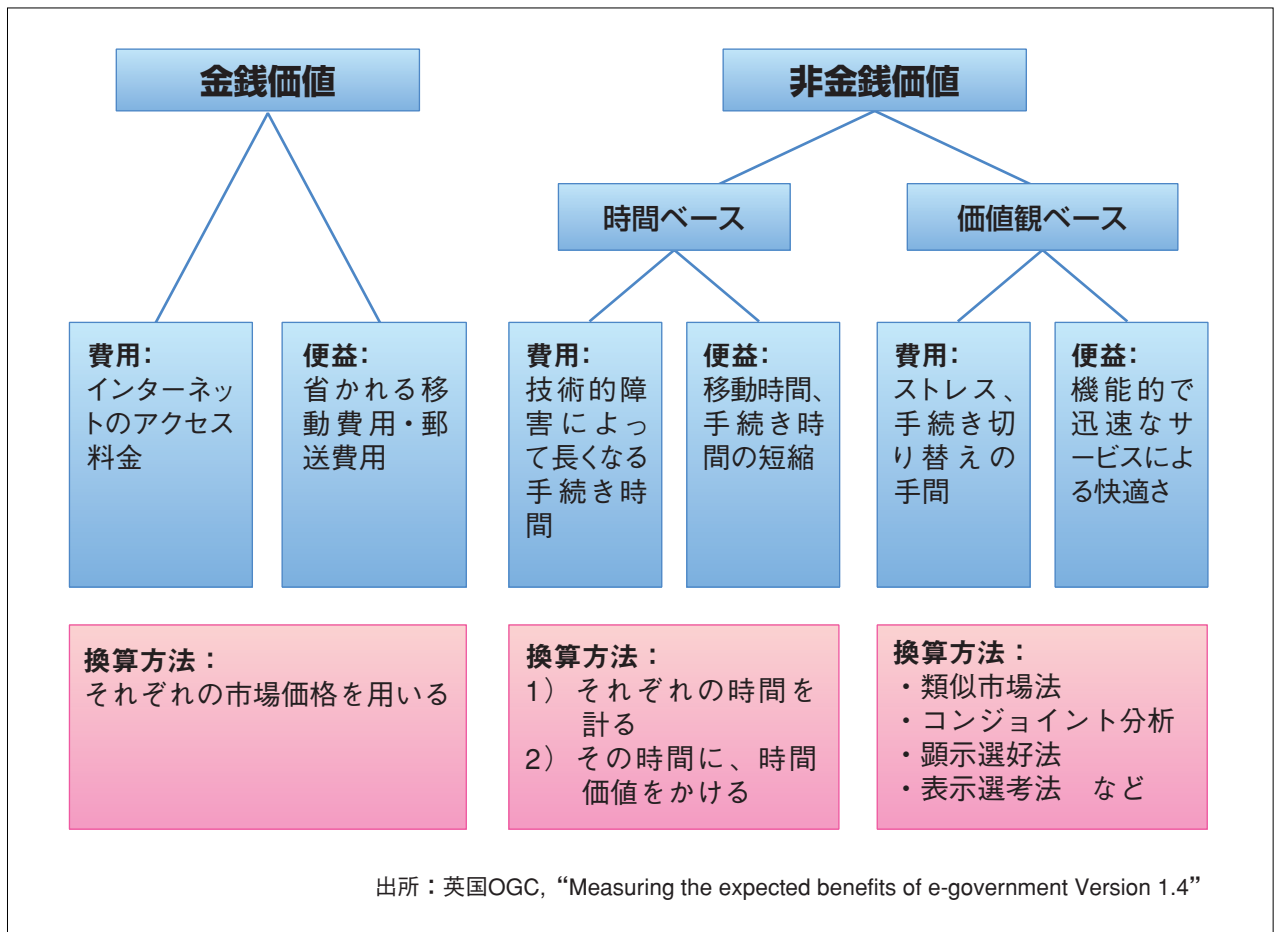 金銭価値
非金銭価値
時間ベース
価値観ベース
費用：
インターネッ
トのアクセス
料金
便益：
省かれる移
動費用・郵
送費用
費用：
技術的障
害によっ
て長くなる
手続き時
間
便益：
移動時間、
手続き時
間の短縮
費用：
ストレス、
手続き切
り替えの
手間
便益：
機能的で
迅速なサ
ービスによ
る快適さ
換算方法：
それぞれの市場価格を用いる
換算方法：
1） それぞれの時間を
計る
2） その時間に、時間
価値をかける
換算方法：
・類似市場法
・コンジョイント分析
・顕示選好法
・表示選考法　など
出所：英国OGC,“Measuring the expected benefits of e-government Version 1.4”